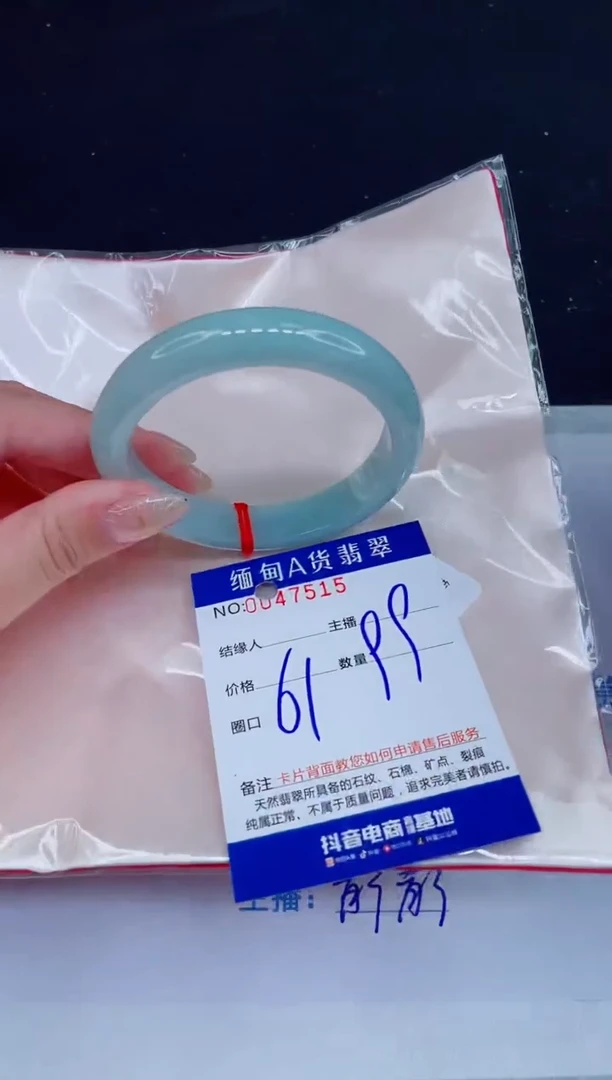 缅甸A货翡翠
NO:0047515
结缘人 主播
价格 数量 99
圈口 61
备注 卡片背面教您如何申请售后服务
天然翡翠所具备的石纹、石棉、矿点、裂痕
纯属正常、不属于质量问题，追求完美者请慎拍。
抖音电商 基地
主播：